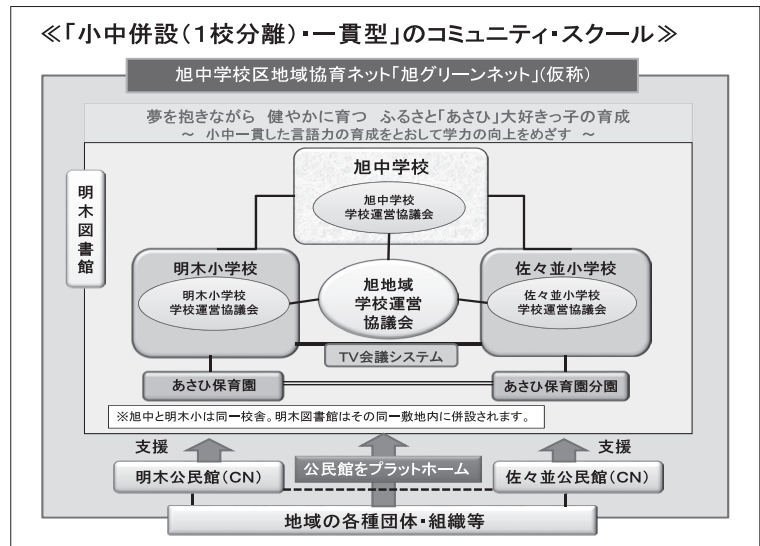 ≪「小中併設(1校分離)・一貫型」のコミュニティ・スクール≫
旭中学校区地域協育ネット「旭グリーンネット」(仮称)
夢を抱きながら 健やかに育つ ふるさと「あさひ」大好きっ子の育成
～ 小中一貫した言語力の育成をとおして学力の向上をめざす ～
明木図書館
旭中学校
旭中学校
学校運営協議会
明木小学校
明木小学校
学校運営協議会
旭地域
学校運営
協議会
佐々並小学校
佐々並小学校
学校運営協議会
TV会議システム
あさひ保育園
あさひ保育園分園
※旭中と明木小は同一校舎。明木図書館はその同一敷地内に併設されます。
支援
支援
明木公民館(CN)
公民館をプラットホーム
佐々並公民館(CN)
地域の各種団体・組織等